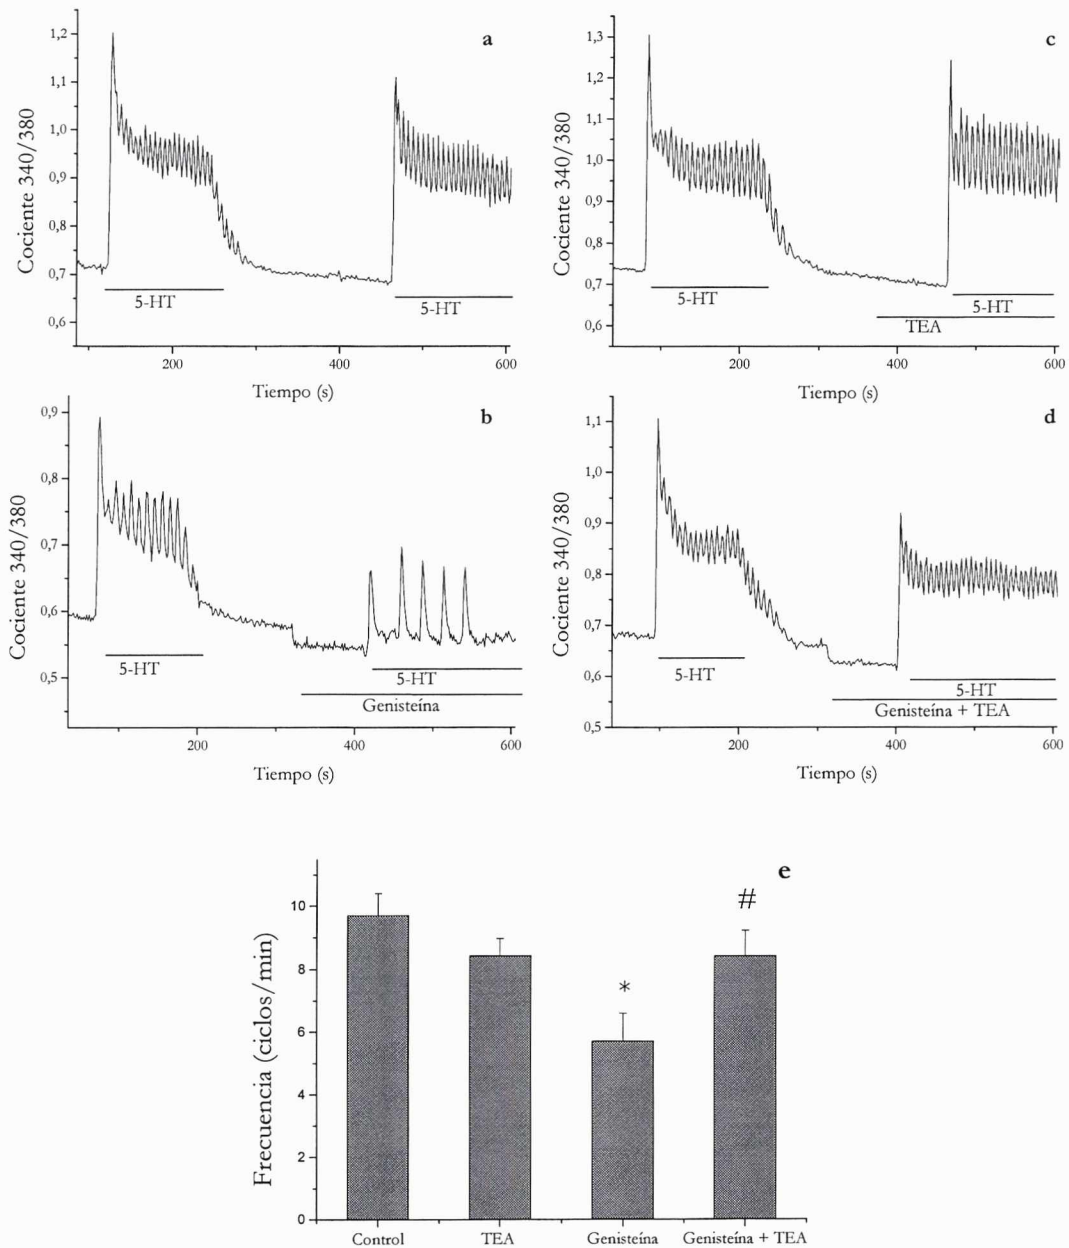 a
1,2
1,1
1,0
0,9
0,8
0,7
0,6
Cociente 340/380
5-HT
5-HT
200
400
600
Tiempo (s)
c
1,3
1,2
1,1
1,0
0,9
0,8
0,7
0,6
Cociente 340/380
5-HT
5-HT
TEA
200
400
600
Tiempo (s)
b
0,9
0,8
0,7
0,6
0,5
Cociente 340/380
5-HT
5-HT
Genisteína
200
400
600
Tiempo (s)
d
1,1
1,0
0,9
0,8
0,7
0,6
0,5
Cociente 340/380
5-HT
5-HT
Genisteína + TEA
200
400
600
Tiempo (s)
e
10
8
6
4
2
0
Frecuencia (ciclos/min)
*
#
Control
TEA
Genisteína
Genisteína + TEA